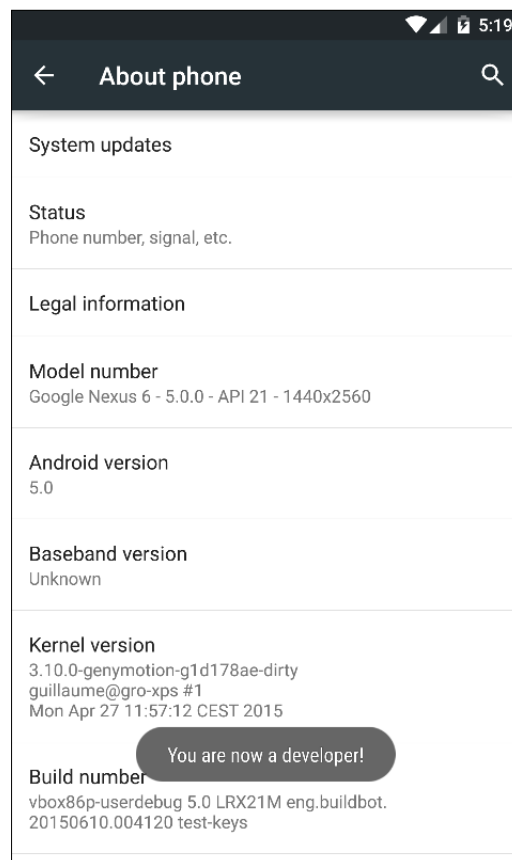 5:19
About phone
System updates
Status
Phone number, signal, etc.
Legal information
Model number
Google Nexus 6 - 5.0.0 - API 21 - 1440x2560
Android version
5.0
Baseband version
Unknown
Kernel version
3.10.0-genymotion-g1d178ae-dirty
guillaume@gro-xps #1
Mon Apr 27 11:57:12 CEST 2015
You are now a developer!
Build number
vbox86p-userdebug 5.0 LRX21M eng.buildbot.
20150610.004120 test-keys